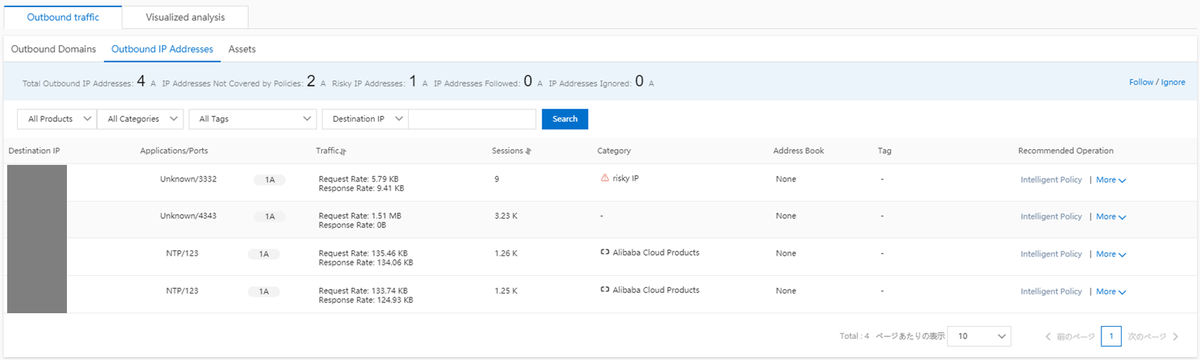 Outbound traffic Visualized analysis
Outbound Domains Outbound IP Addresses Assets
Total Outbound IP Addresses: 4 A IP Addresses Not Covered by Policies: 2 A Risky IP Addresses: 1 A IP Addresses Followed: 0 A IP Addresses Ignored: 0 A Follow / Ignore
All Products All Categories All Tags Destination IP Search
Destination IP Applications/Ports Traffic Sessions Category Address Book Tag Recommended Operation
Unknown/3332 1A Request Rate: 5.79 KB 9 risky IP None - Intelligent Policy | More
Response Rate: 9.41 KB
Unknown/4343 1A Request Rate: 1.51 MB 3.23 K - None - Intelligent Policy | More
Response Rate: 0B
NTP/123 1A Request Rate: 135.46 KB 1.26 K Alibaba Cloud Products None - Intelligent Policy | More
Response Rate: 134.06 KB
NTP/123 1A Request Rate: 133.74 KB 1.25 K Alibaba Cloud Products None - Intelligent Policy | More
Response Rate: 124.93 KB
Total : 4 ページあたりの表示 10 前のページ 1 次のページ